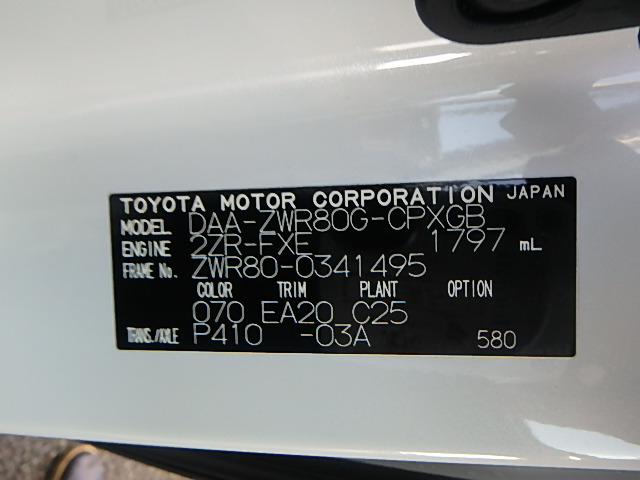 TOYOTA MOTOR CORPORATION JAPAN
MODEL DAA-ZWR80G-CPXGB
ENGINE 2ZR-FXE 1797 mL
FRAME No. ZWR80-0341495
COLOR TRIM PLANT OPTION
070 EA20 C25
TRANS./AXLE P410 -03A 580